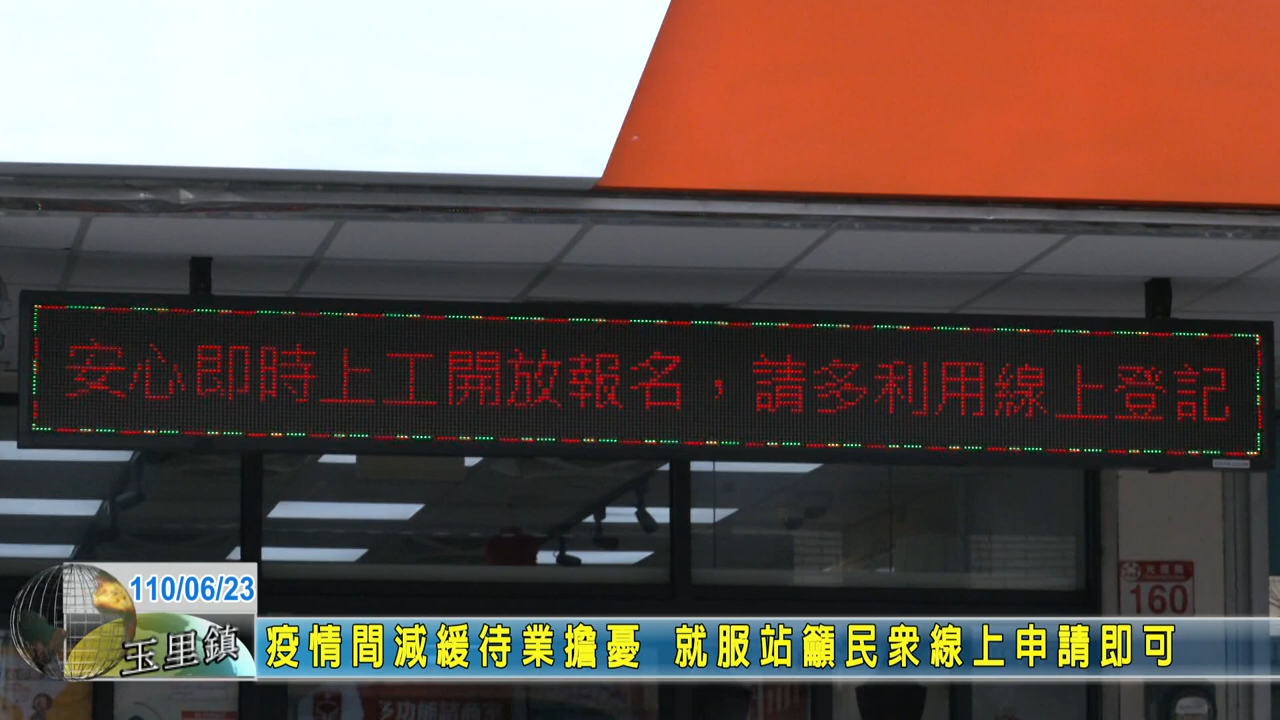 安心即時上工開放報名，請多利用線上登記
160
110/06/23
玉里鎮
疫情間減緩待業擔憂 就服站籲民衆線上申請即可